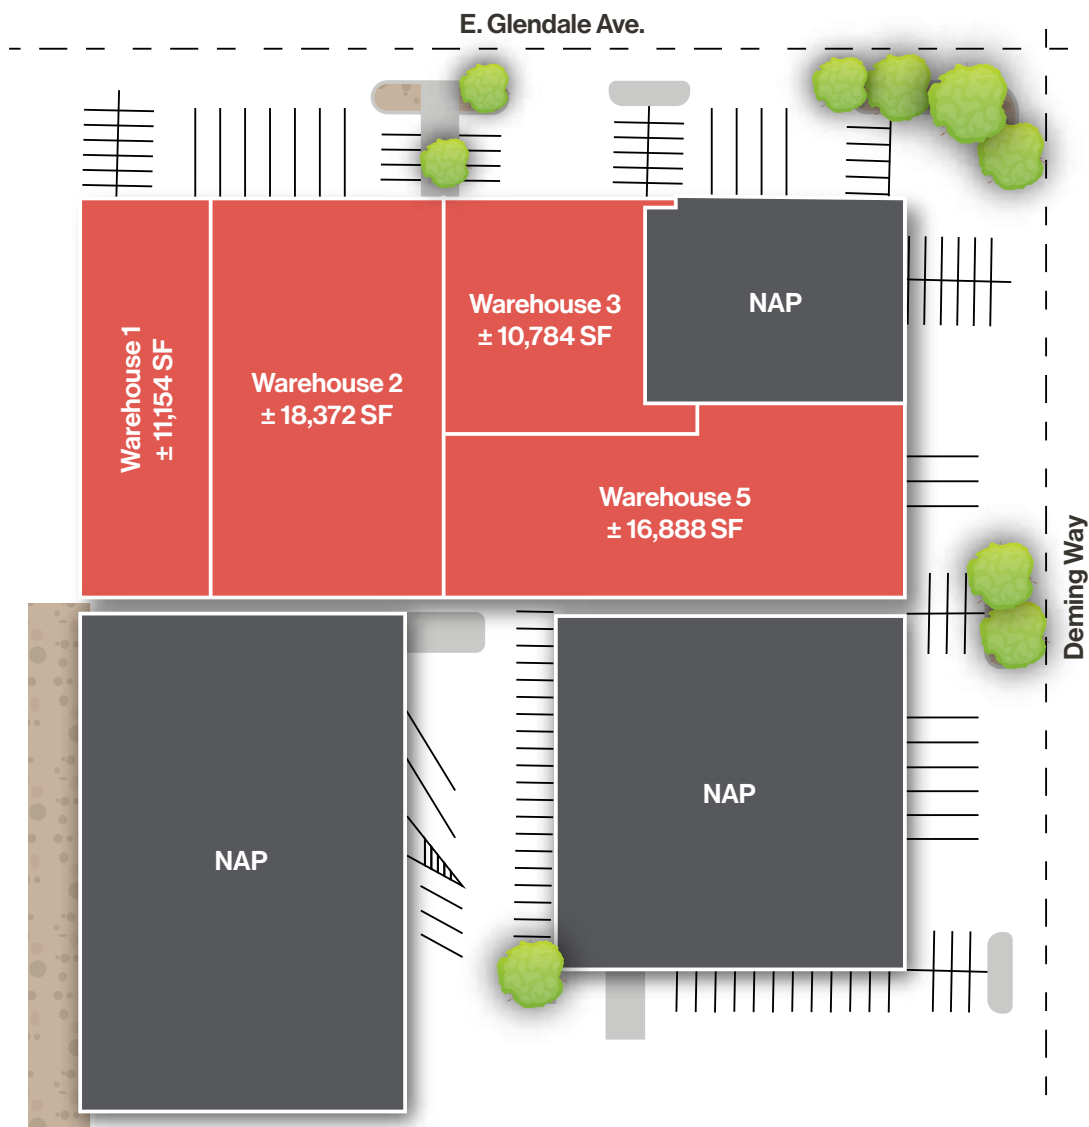 E. Glendale Ave.
Warehouse 1
± 11,154 SF
Warehouse 2
± 18,372 SF
Warehouse 3
± 10,784 SF
NAP
Warehouse 5
± 16,888 SF
Deming Way
NAP
NAP